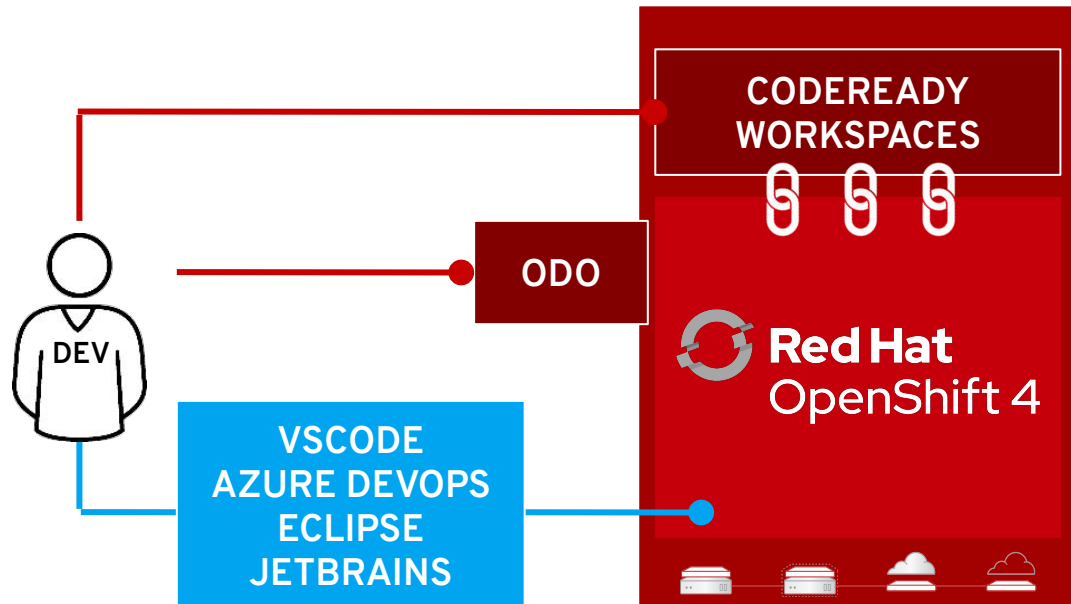 CODEREADY
WORKSPACES
ODO
DEV
Red Hat
OpenShift 4
VSCODE
AZURE DEVOPS
ECLIPSE
JETBRAINS